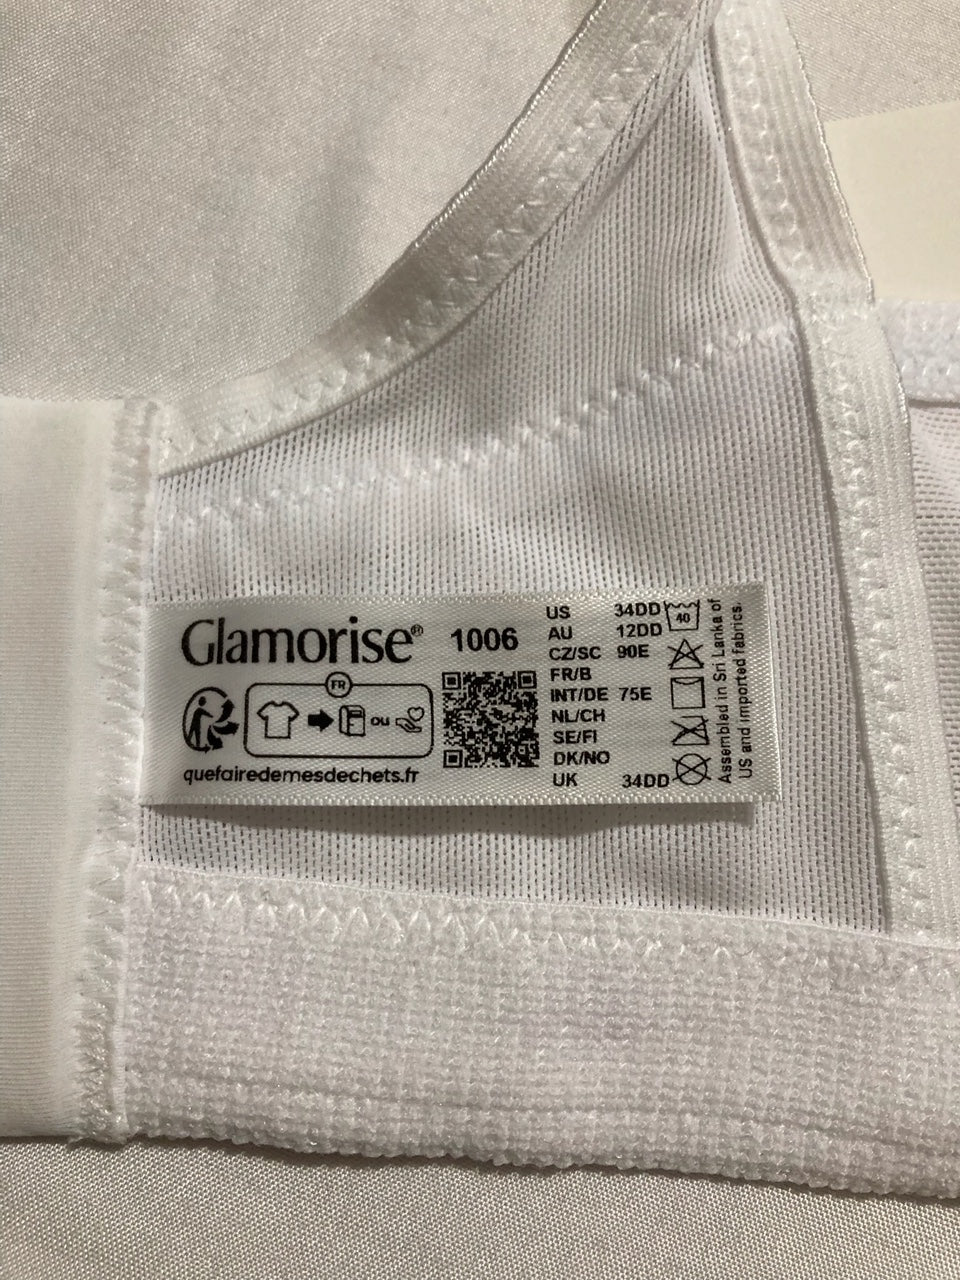 Glamorise® 1006
FR
ou
quefairedemesdechets.fr
US 34DD
AU 12DD
CZ/SC 90E
FR/B
INT/DE 75E
NL/CH
SE/FI
DK/NO
UK 34DD
40
Assembled in Sri Lanka of
US and imported fabrics.